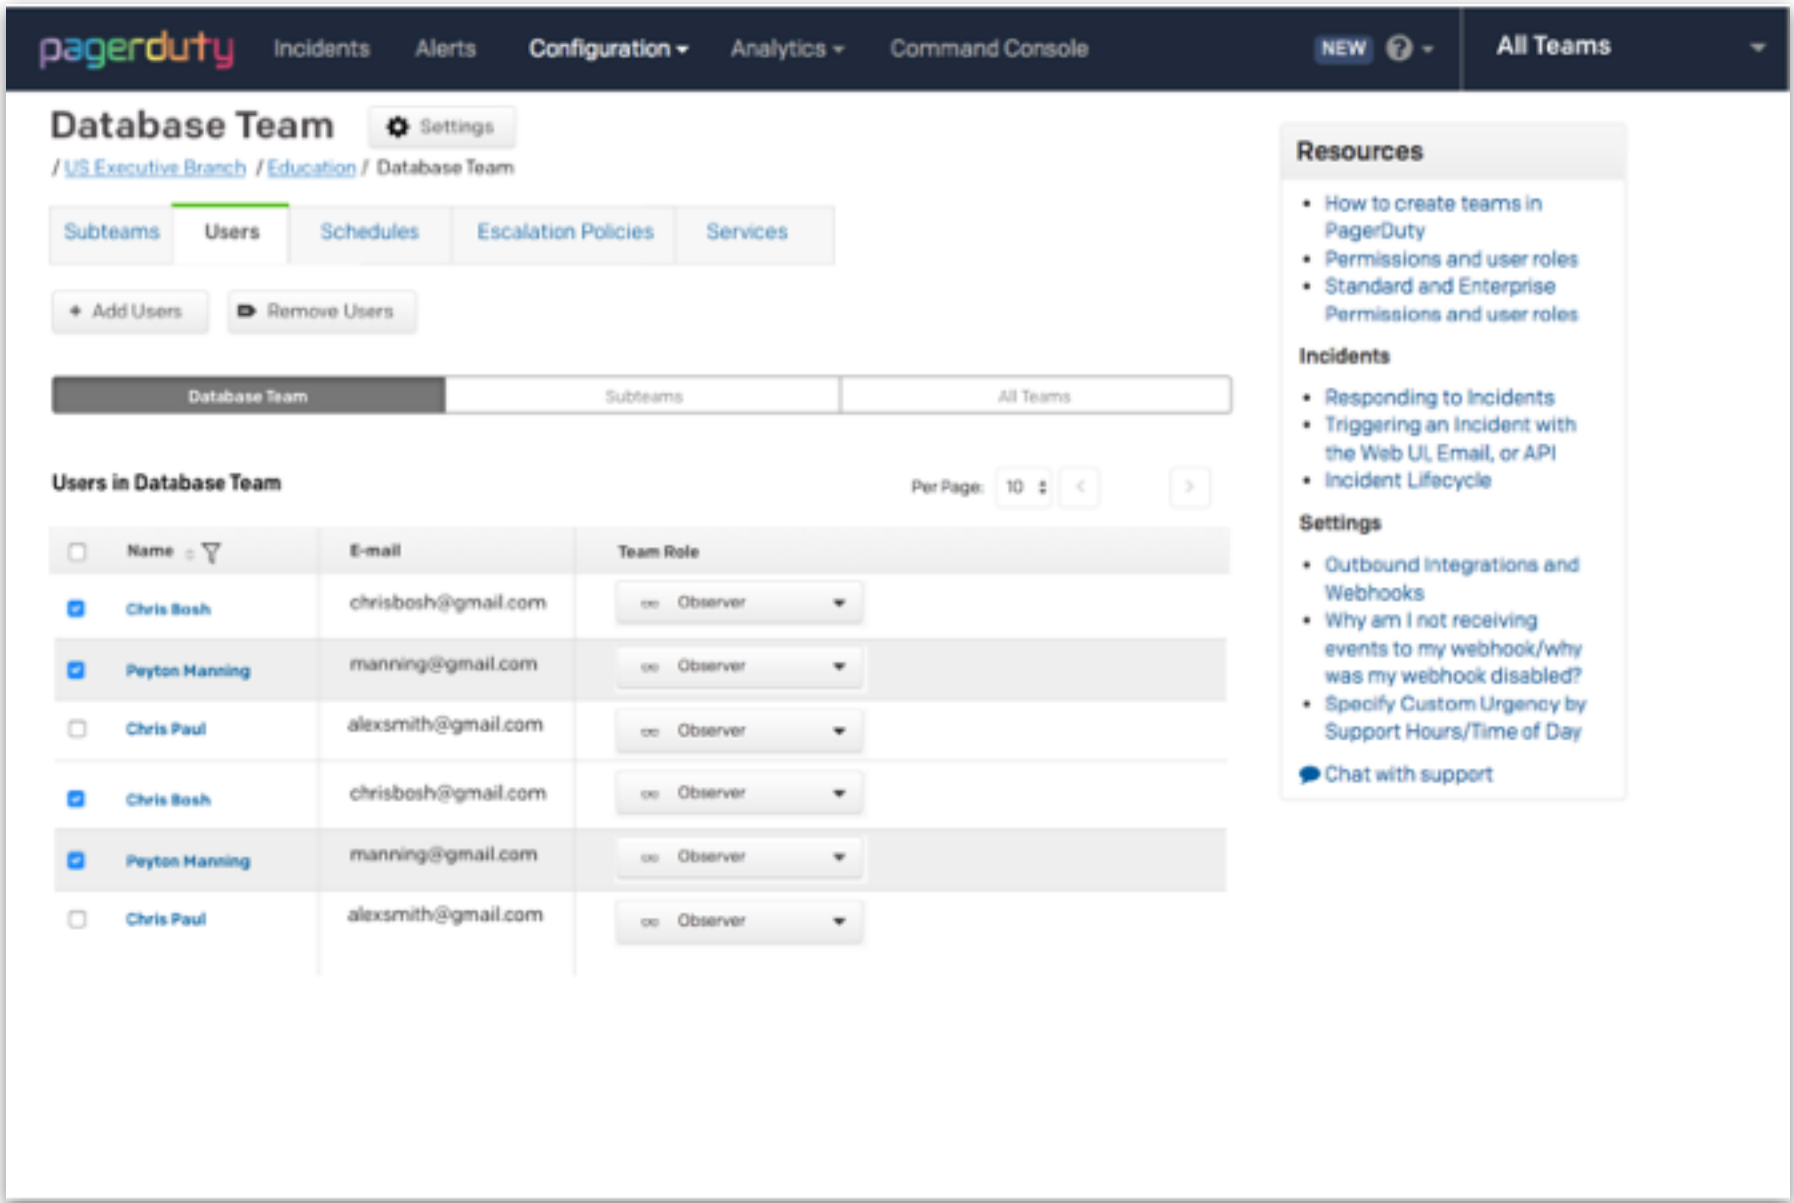 pagerduty Incidents Alerts Configuration Analytics Command Console NEW ? All Teams
Database Team Settings
/ US Executive Branch / Education / Database Team
Subteams Users Schedules Escalation Policies Services
+ Add Users Remove Users
Database Team Subteams All Teams
Users in Database Team Per Page: 10 < >
Name E-mail Team Role
Chris Bosh chrisbosh@gmail.com Observer
Peyton Manning manning@gmail.com Observer
Chris Paul alexsmith@gmail.com Observer
Chris Bosh chrisbosh@gmail.com Observer
Peyton Manning manning@gmail.com Observer
Chris Paul alexsmith@gmail.com Observer
Resources
• How to create teams in
PagerDuty
• Permissions and user roles
• Standard and Enterprise
Permissions and user roles
Incidents
• Responding to Incidents
• Triggering an Incident with
the Web UI, Email, or API
• Incident Lifecycle
Settings
• Outbound Integrations and
Webhooks
• Why am I not receiving
events to my webhook/why
was my webhook disabled?
• Specify Custom Urgency by
Support Hours/Time of Day
Chat with support